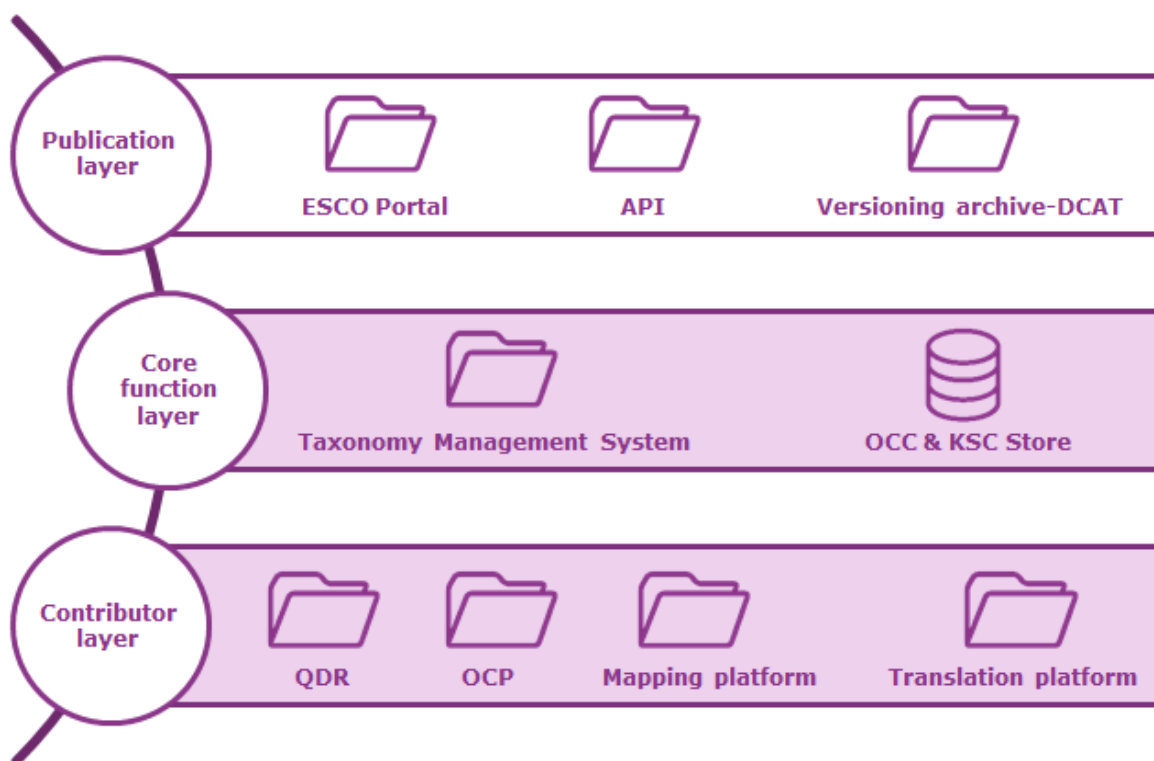 Publication
layer
ESCO Portal
API
Versioning archive-DCAT
Core
function
layer
Taxonomy Management System
OCC & KSC Store
Contributor
layer
QDR
OCP
Mapping platform
Translation platform